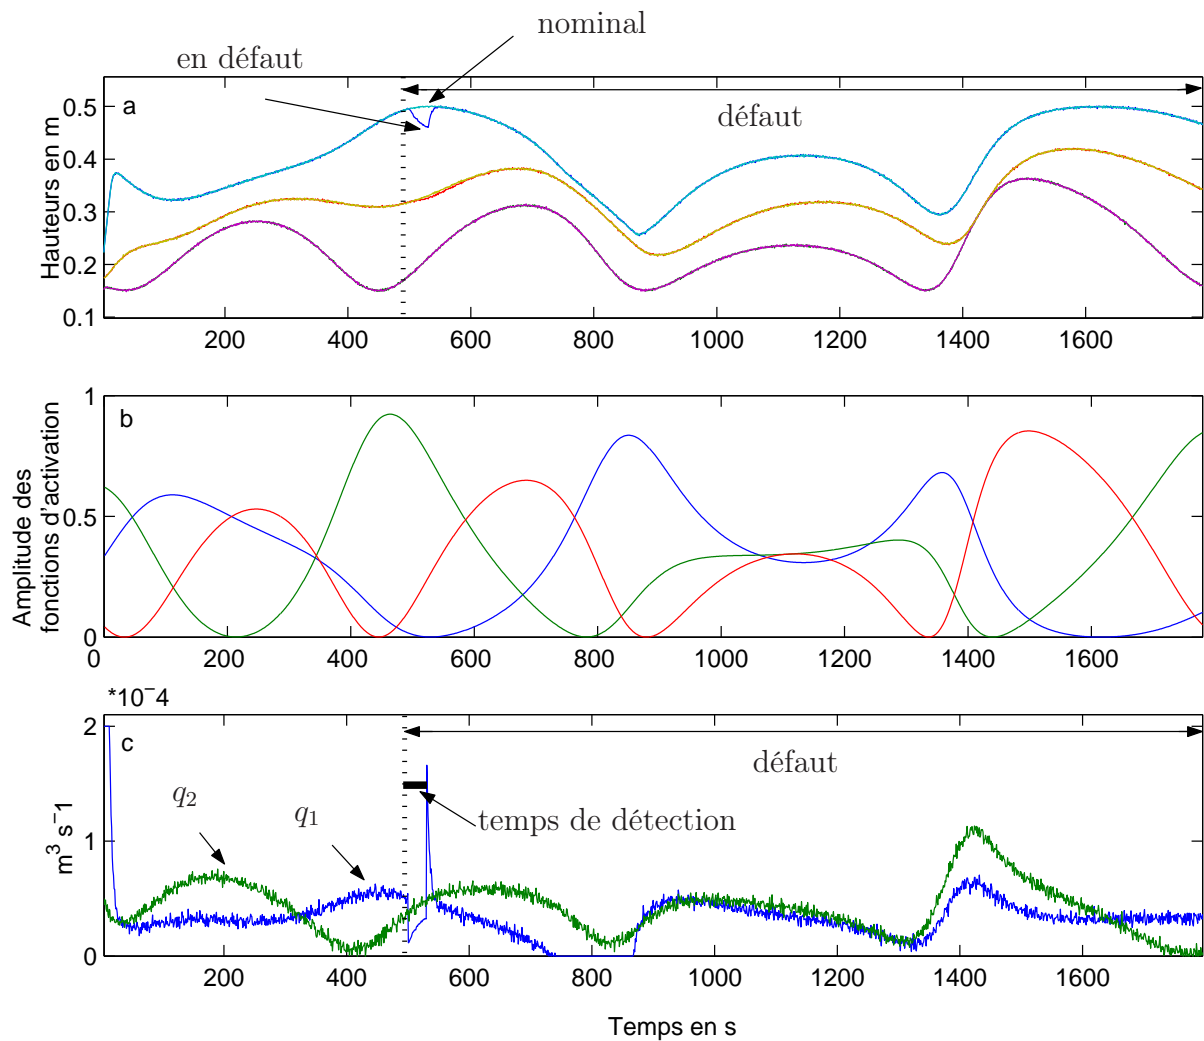 nominal
en défaut
a
défaut
Hauteurs en m
0.5
0.4
0.3
0.2
0.1
200 400 600 800 1000 1200 1400 1600
b
Amplitude des
fonctions d'activation
1
0.5
0
0 200 400 600 800 1000 1200 1400 1600
*10−4
c
défaut
q2
q1
temps de détection
m3 s−1
2
1
0
200 400 600 800 1000 1200 1400 1600
Temps en s